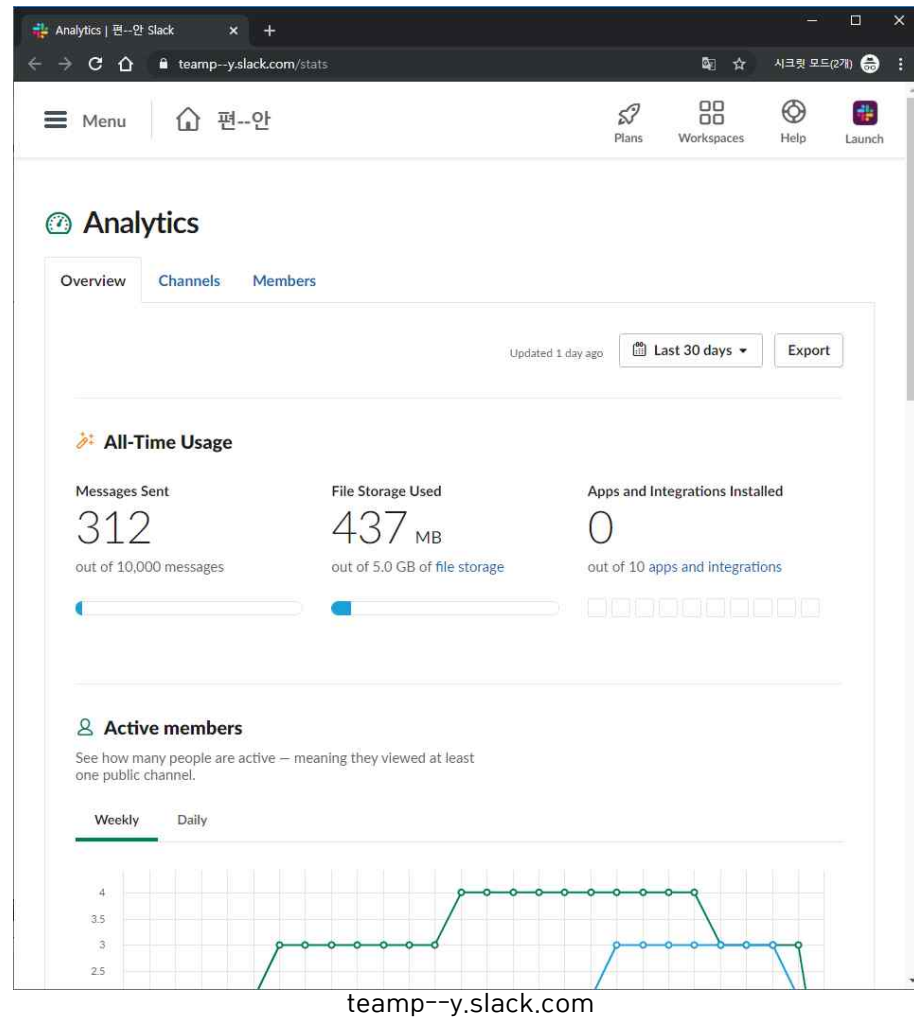 Analytics | 편--안 Slack
teamp--y.slack.com/stats
시크릿 모드(2개)
Menu
편--안
Plans
Workspaces
Help
Launch
Analytics
Overview
Channels
Members
Updated 1 day ago
Last 30 days
Export
All-Time Usage
Messages Sent
File Storage Used
Apps and Integrations Installed
312
437 MB
0
out of 10,000 messages
out of 5.0 GB of file storage
out of 10 apps and integrations
Active members
See how many people are active — meaning they viewed at least
one public channel.
Weekly
Daily
4
3.5
3
2.5
teamp--y.slack.com